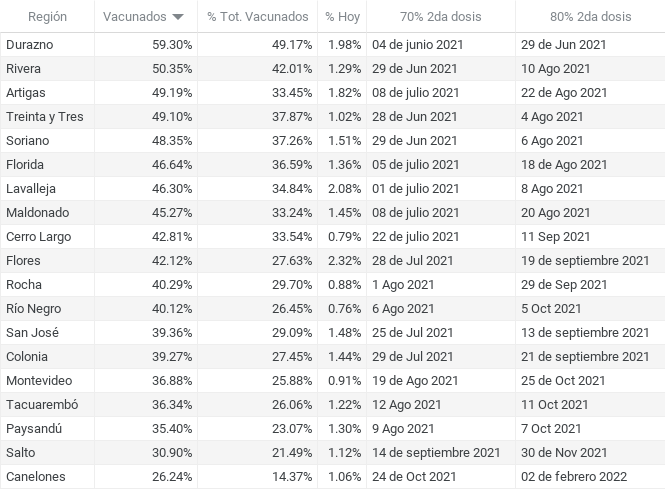 Región Vacunados % Tot. Vacunados % Hoy 70% 2da dosis 80% 2da dosis
Durazno 59.30% 49.17% 1.98% 04 de junio 2021 29 de Jun 2021
Rivera 50.35% 42.01% 1.29% 29 de Jun 2021 10 Ago 2021
Artigas 49.19% 33.45% 1.82% 08 de julio 2021 22 de Ago 2021
Treinta y Tres 49.10% 37.87% 1.02% 28 de Jun 2021 4 Ago 2021
Soriano 48.35% 37.26% 1.51% 29 de Jun 2021 6 Ago 2021
Florida 46.64% 36.59% 1.36% 05 de julio 2021 18 de Ago 2021
Lavalleja 46.30% 34.84% 2.08% 01 de julio 2021 8 Ago 2021
Maldonado 45.27% 33.24% 1.45% 08 de julio 2021 20 Ago 2021
Cerro Largo 42.81% 33.54% 0.79% 22 de julio 2021 11 Sep 2021
Flores 42.12% 27.63% 2.32% 28 de Jul 2021 19 de septiembre 2021
Rocha 40.29% 29.70% 0.88% 1 Ago 2021 29 de Sep 2021
Río Negro 40.12% 26.45% 0.76% 6 Ago 2021 5 Oct 2021
San José 39.36% 29.09% 1.48% 25 de Jul 2021 13 de septiembre 2021
Colonia 39.27% 27.45% 1.44% 29 de Jul 2021 21 de septiembre 2021
Montevideo 36.88% 25.88% 0.91% 19 de Ago 2021 25 de Oct 2021
Tacuarembó 36.34% 26.06% 1.22% 12 Ago 2021 11 Oct 2021
Paysandú 35.40% 23.07% 1.30% 9 Ago 2021 7 Oct 2021
Salto 30.90% 21.49% 1.12% 14 de septiembre 2021 30 de Nov 2021
Canelones 26.24% 14.37% 1.06% 24 de Oct 2021 02 de febrero 2022